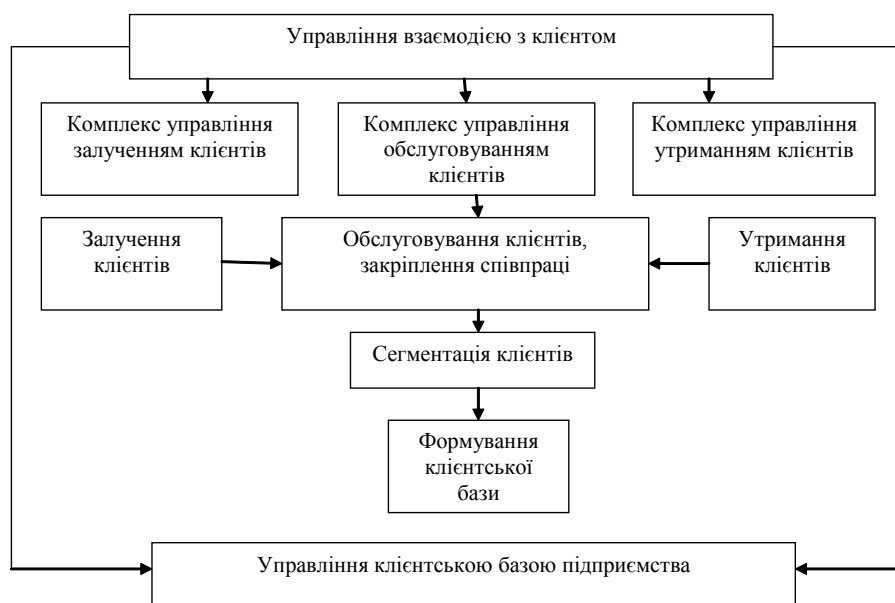 Управління взаємодією з клієнтом
Комплекс управління
залученням клієнтів
Комплекс управління
обслуговуванням
клієнтів
Комплекс управління
утриманням клієнтів
Залучення
клієнтів
Обслуговування клієнтів,
закріплення співпраці
Утримання
клієнтів
Сегментація клієнтів
Формування
клієнтської
бази
Управління клієнтською базою підприємства